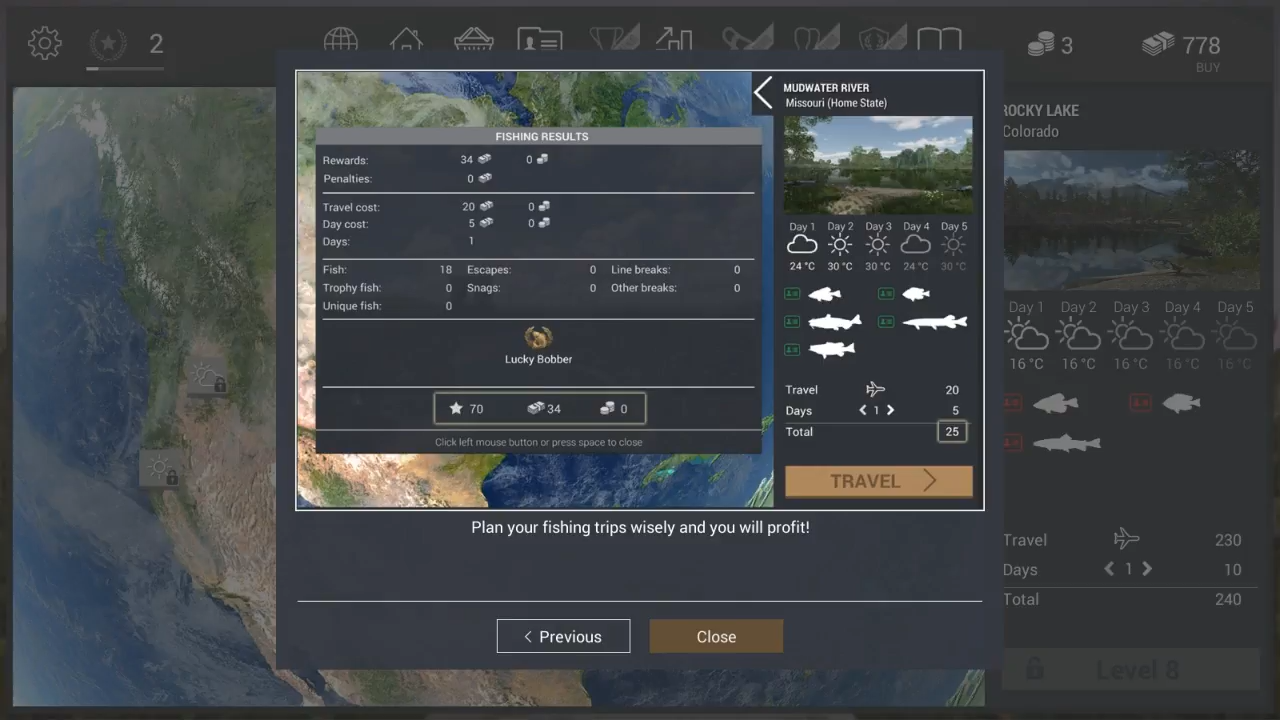 2
3
778
BUY
MUDWATER RIVER
Missouri (Home State)
FISHING RESULTS
Rewards: 34 0
Penalties: 0
Travel cost: 20 0
Day cost: 5 0
Days: 1
Fish: 18 Escapes: 0 Line breaks: 0
Trophy fish: 0 Snags: 0 Other breaks: 0
Unique fish: 0
Lucky Bobber
70 34 0
Click left mouse button or press space to close
Day 1 Day 2 Day 3 Day 4 Day 5
24 °C 30 °C 30 °C 24 °C 30 °C
Travel 20
Days 1 5
Total 25
TRAVEL
Plan your fishing trips wisely and you will profit!
Previous
Close
ROCKY LAKE
Colorado
Day 1 Day 2 Day 3 Day 4 Day 5
16 °C 16 °C 16 °C 16 °C 16 °C
Travel 230
Days 1 10
Total 240
Level 8